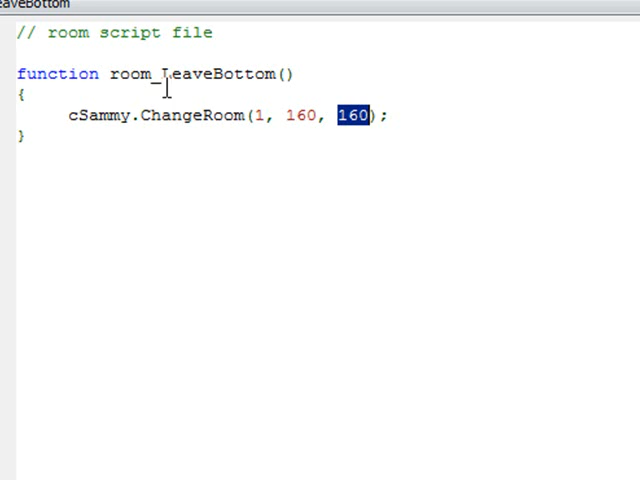 eaveBottom
// room script file
function room_LeaveBottom()
{
cSammy.ChangeRoom(1, 160, 160);
}